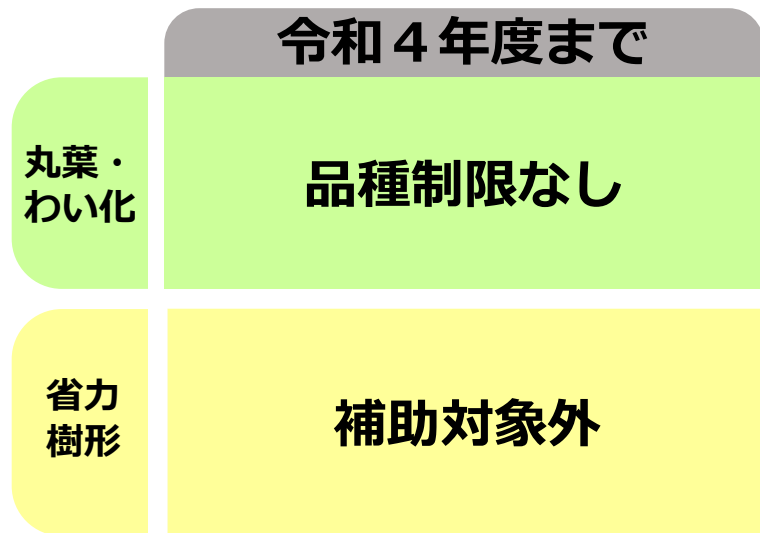 令和４年度まで
丸葉・
わい化
品種制限なし
省力
樹形
補助対象外